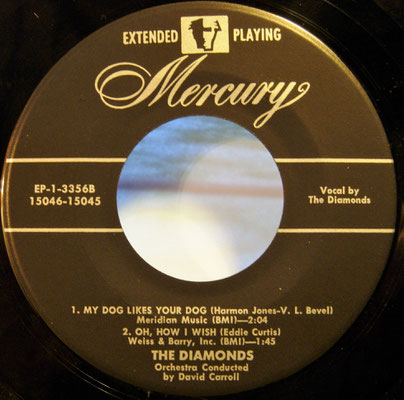 EXTENDED PLAYING
Mercury
EP-1-3356B
15046-15045
Vocal by
The Diamonds
1. MY DOG LIKES YOUR DOG (Harmon Jones-V. L. Bevel)
Meridian Music (BMI)—2:04
2. OH, HOW I WISH (Eddie Curtis)
Weiss & Barry, Inc. (BMI)—1:45
THE DIAMONDS
Orchestra Conducted
by David Carroll